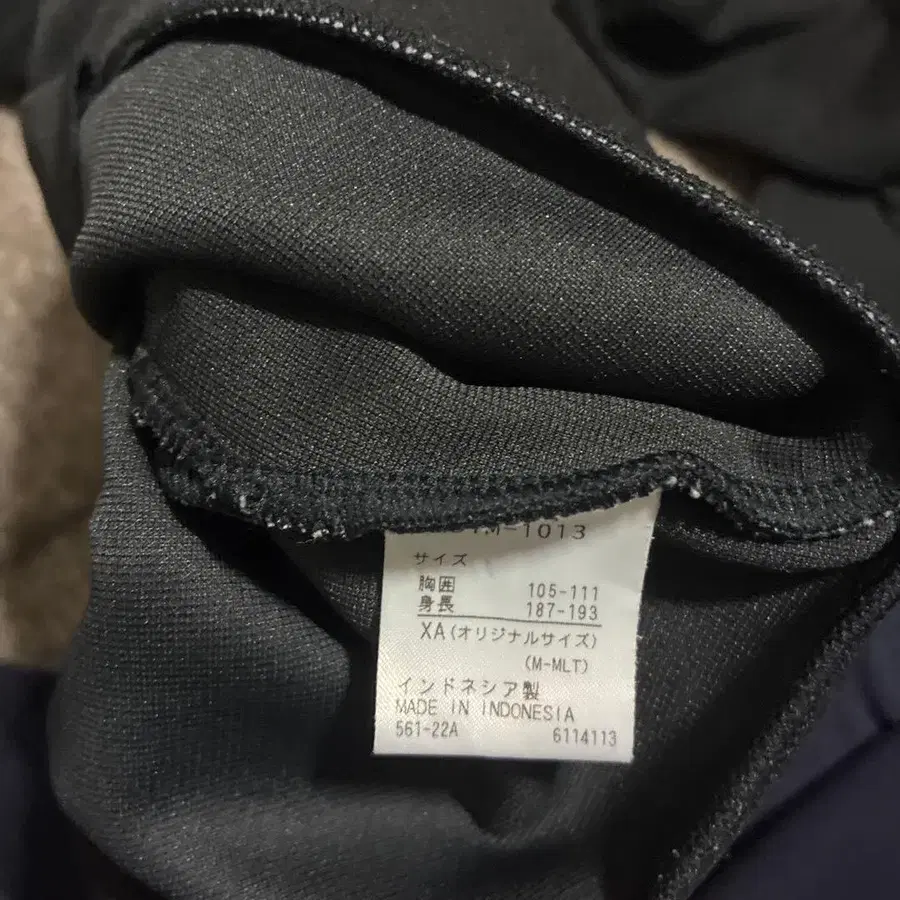 M-1013
サイズ
胸囲 105-111
身長 187-193
XA(オリジナルサイズ)
(M-MLT)
インドネシア製
MADE IN INDONESIA
561-22A 6114113